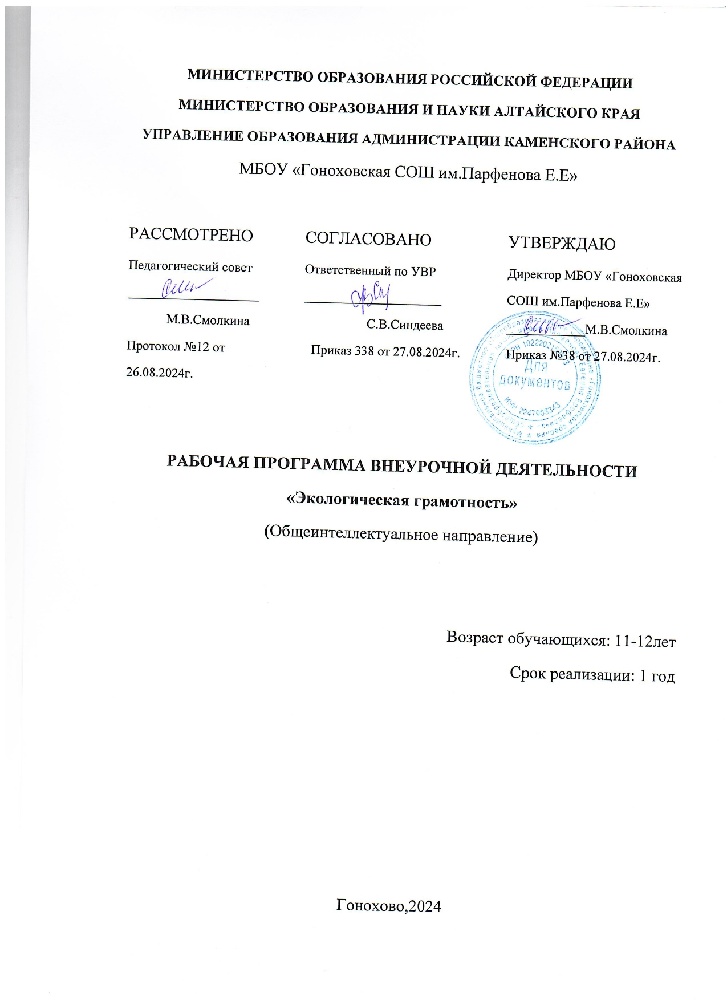 МИНИСТЕРСТВО ОБРАЗОВАНИЯ РОССИЙСКОЙ ФЕДЕРАЦИИ
МИНИСТЕРСТВО ОБРАЗОВАНИЯ И НАУКИ АЛТАЙСКОГО КРАЯ
УПРАВЛЕНИЕ ОБРАЗОВАНИЯ АДМИНИСТРАЦИИ КАМЕНСКОГО РАЙОНА
МБОУ «Гоноховская СОШ им.Парфенова Е.Е»
РАССМОТРЕНО
Педагогический совет
М.В.Смолкина
Протокол №12 от
26.08.2024г.
СОГЛАСОВАНО
Ответственный по УВР
С.В.Синдеева
Приказ 338 от 27.08.2024г.
УТВЕРЖДАЮ
Директор МБОУ «Гоноховская
СОШ им.Парфенова Е.Е»
М.В.Смолкина
Приказ №38 от 27.08.2024г.
Для
документов
ИНН 2247003343
РАБОЧАЯ ПРОГРАММА ВНЕУРОЧНОЙ ДЕЯТЕЛЬНОСТИ
«Экологическая грамотность»
(Общеинтеллектуальное направление)
Возраст обучающихся: 11-12лет
Срок реализации: 1 год
Гонохово,2024